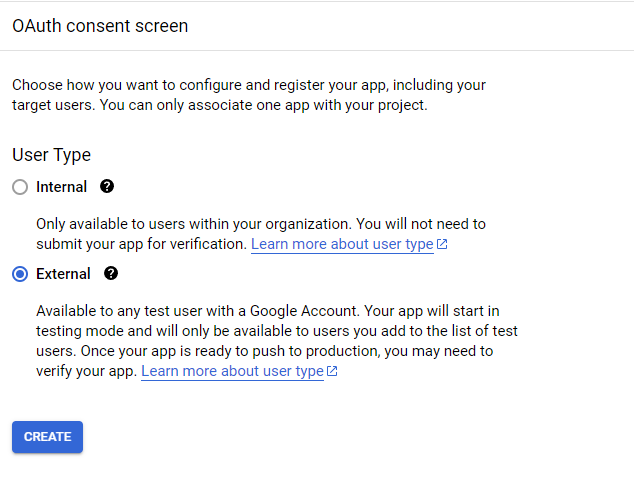 OAuth consent screen
Choose how you want to configure and register your app, including your
target users. You can only associate one app with your project.
User Type
Internal ?
Only available to users within your organization. You will not need to
submit your app for verification. Learn more about user type
External ?
Available to any test user with a Google Account. Your app will start in
testing mode and will only be available to users you add to the list of test
users. Once your app is ready to push to production, you may need to
verify your app. Learn more about user type
CREATE